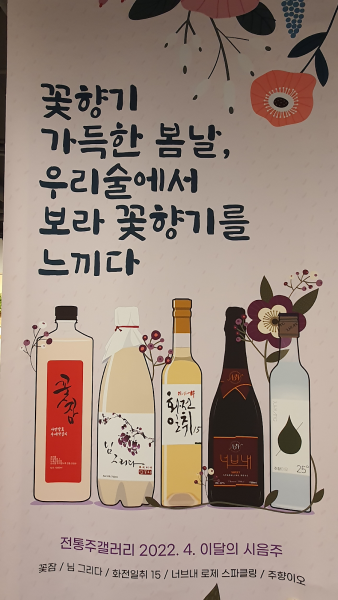 꽃향기
가득한 봄날,
우리술에서
보라 꽃향기를
느끼다
꽃잠
님
그리다
화전
일취
15
너브내
25
전통주갤러리 2022. 4. 이달의 시음주
꽃잠 / 님 그리다 / 화전일취 15 / 너브내 로제 스파클링 / 주향이오